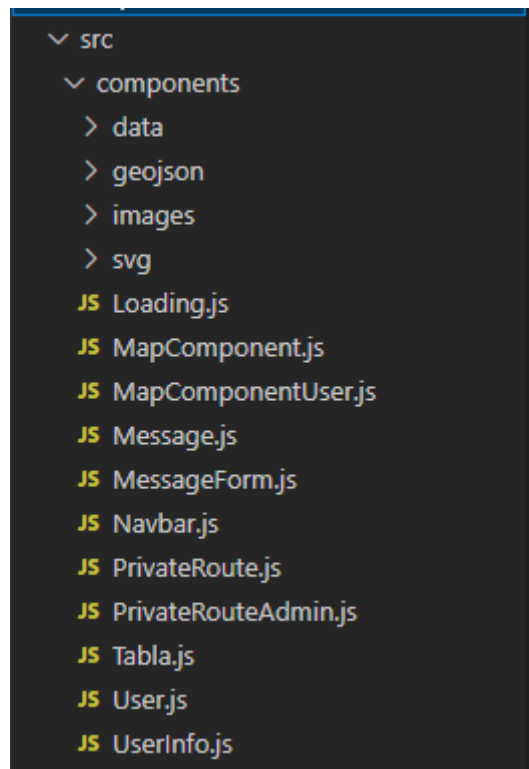 src
components
data
geojson
images
svg
JS Loading.js
JS MapComponent.js
JS MapComponentUser.js
JS Message.js
JS MessageForm.js
JS Navbar.js
JS PrivateRoute.js
JS PrivateRouteAdmin.js
JS Tabla.js
JS User.js
JS UserInfo.js